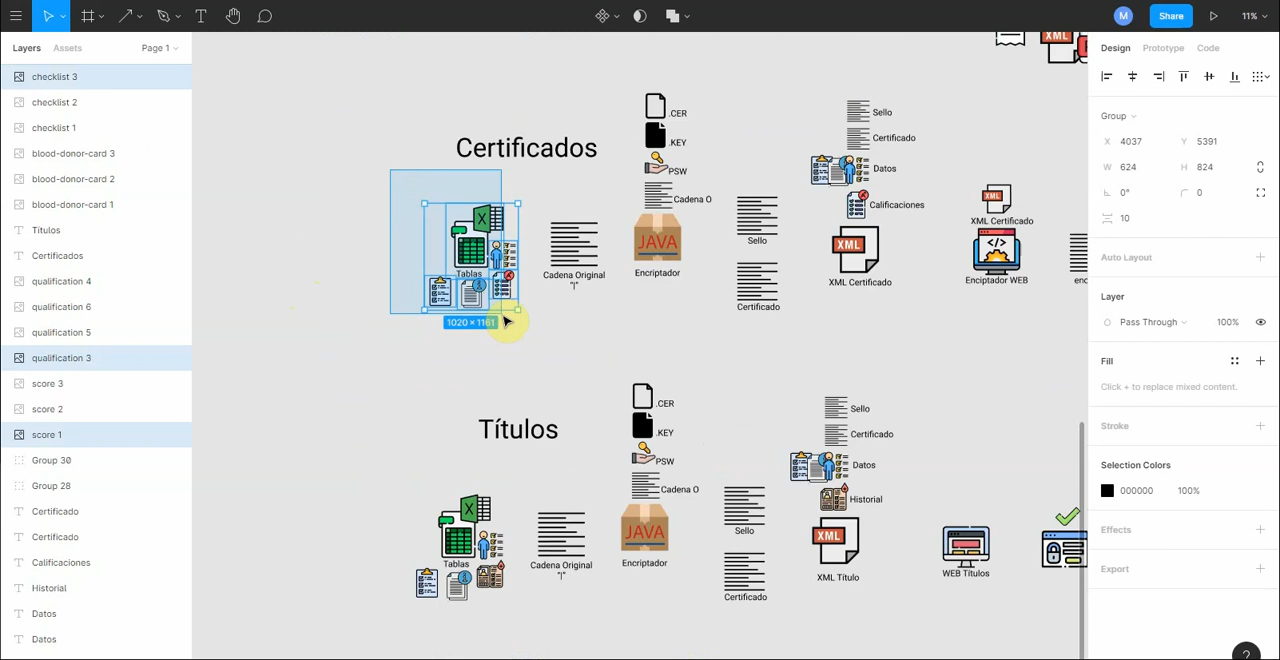 M
Share
11%
Layers
Assets
Page 1
checklist 3
checklist 2
checklist 1
blood-donor-card 3
blood-donor-card 2
blood-donor-card 1
Títulos
Certificados
qualification 4
qualification 6
qualification 5
qualification 3
score 3
score 2
score 1
Group 30
Group 28
Certificado
Certificado
Calificaciones
Historial
Datos
Datos
Certificados
X
Tablas
1020 × 1161
Cadena Original
"|"
.CER
.KEY
PSW
Cadena O
JAVA
Encriptador
Sello
Certificado
Sello
Certificado
Datos
Calificaciones
XML
XML Certificado
XML
XML
XML Certificado
</>
Enciptador WEB
enc
Títulos
X
Tablas
Cadena Original
"|"
.CER
.KEY
PSW
Cadena O
JAVA
Encriptador
Sello
Certificado
Sello
Certificado
Datos
Historial
XML
XML Título
WEB Títulos
Design
Prototype
Code
Group
X 4037
Y 5391
W 624
H 824
0°
0
10
Auto Layout
Layer
Pass Through
100%
Fill
Click + to replace mixed content.
Stroke
Selection Colors
000000
100%
Effects
Export
?